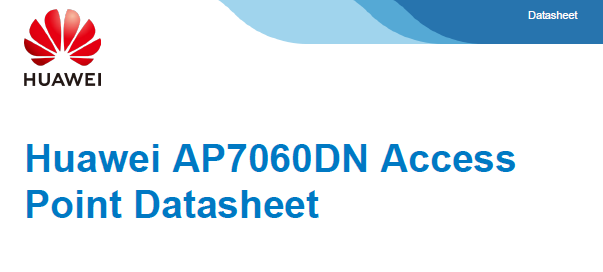 Datasheet
HUAWEI
Huawei AP7060DN Access
Point Datasheet